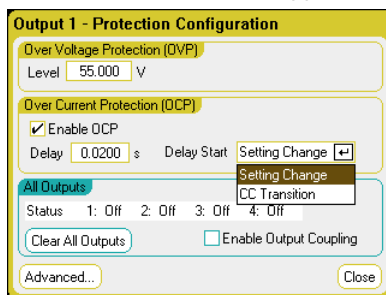 Output 1 - Protection Configuration
Over Voltage Protection (OVP)
Level 55.000 V
Over Current Protection (OCP)
Enable OCP
Delay 0.0200 s Delay Start Setting Change
Setting Change
CC Transition
All Outputs
Status 1: Off 2: Off 3: Off 4: Off
Clear All Outputs Enable Output Coupling
Advanced... Close